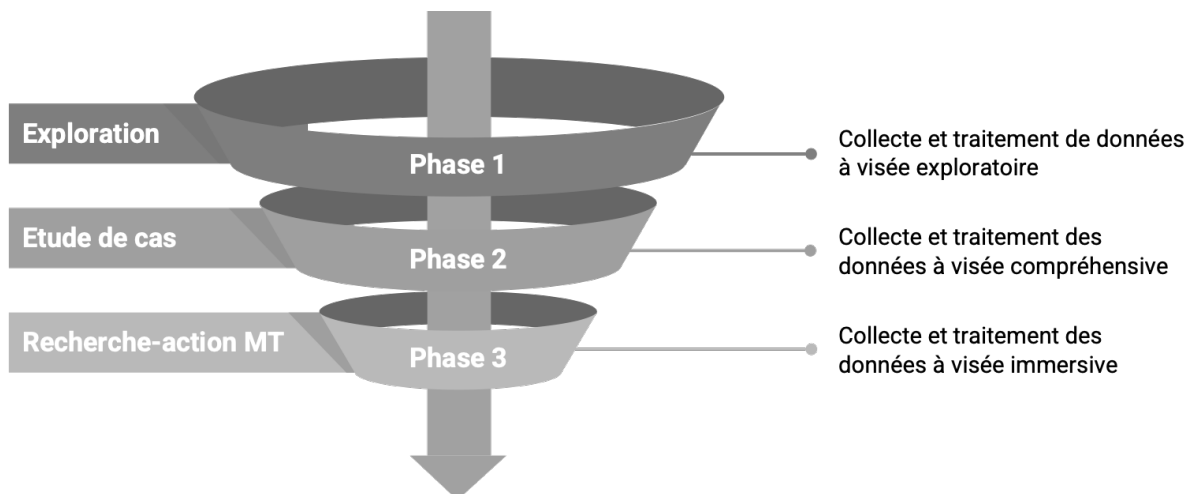 Exploration
Phase 1
Collecte et traitement de données
à visée exploratoire
Etude de cas
Phase 2
Collecte et traitement des
données à visée compréhensive
Recherche-action MT
Phase 3
Collecte et traitement des
données à visée immersive